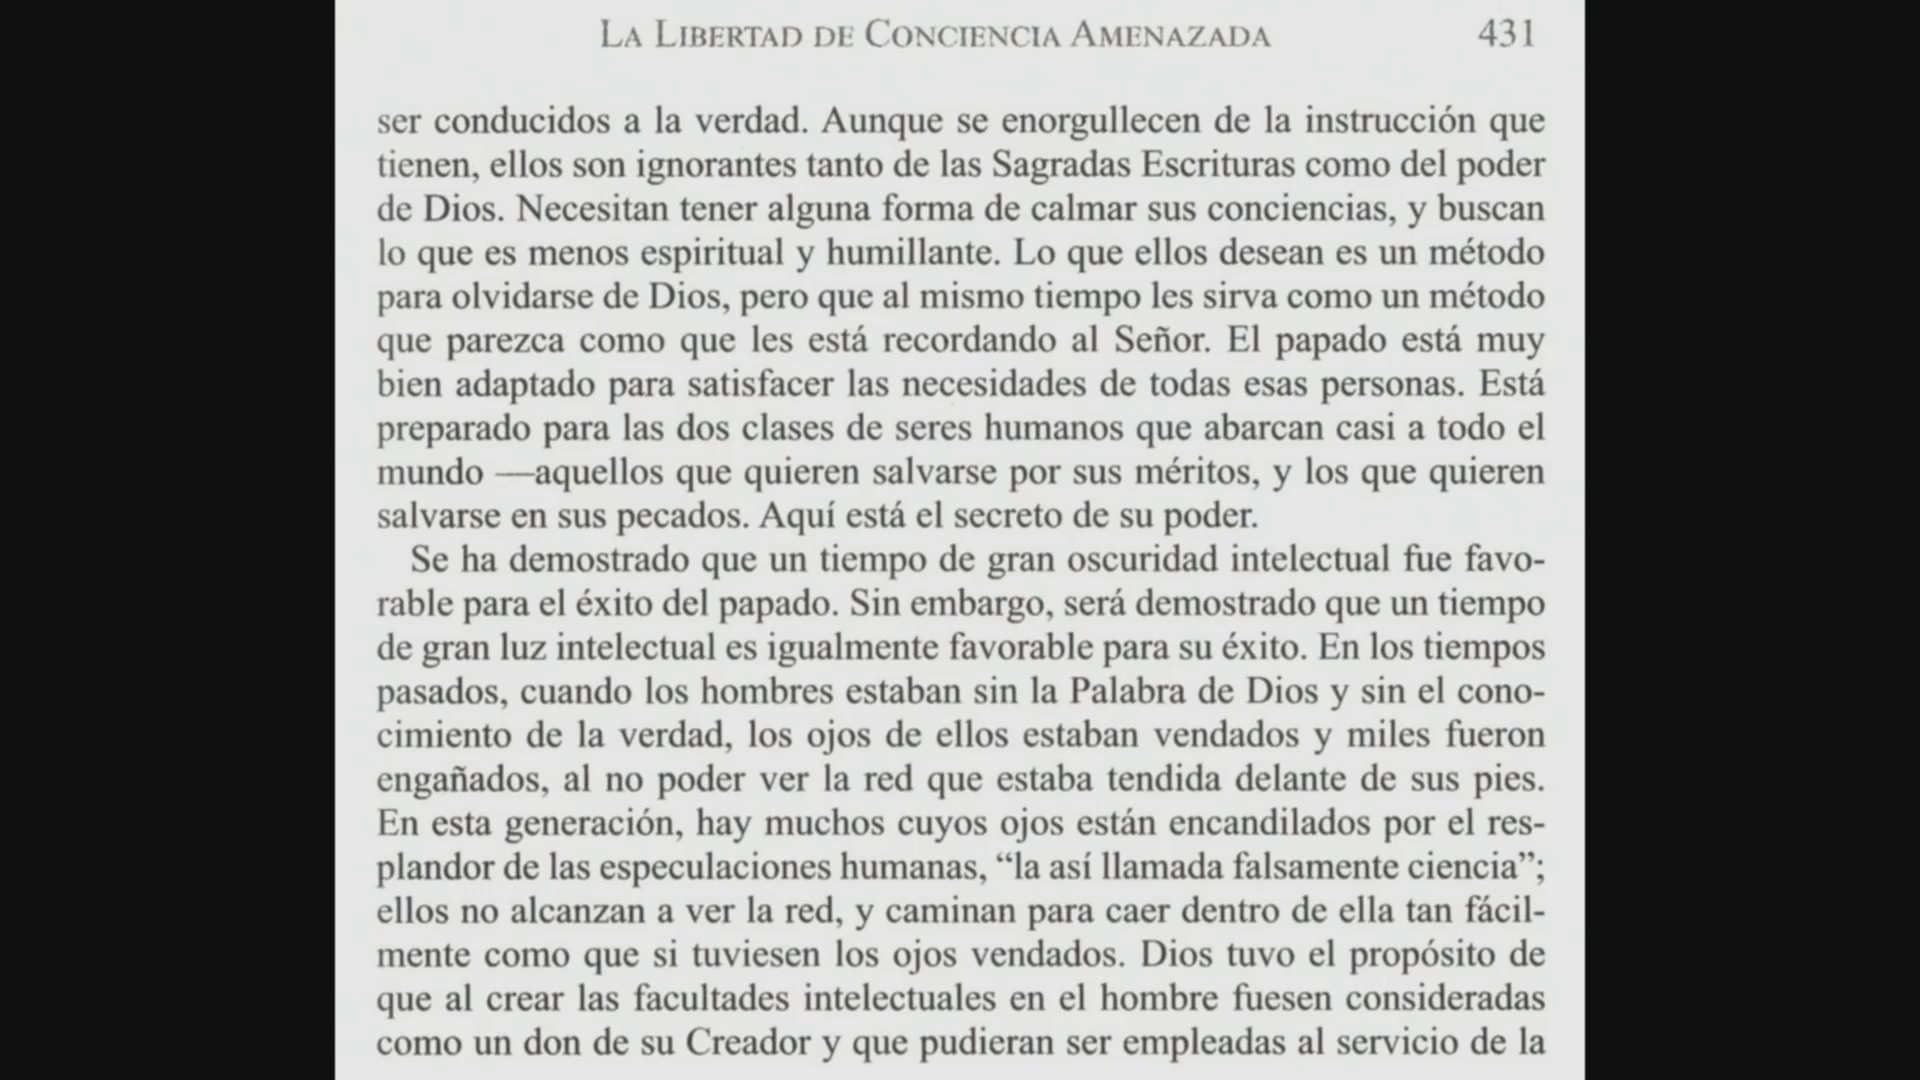 La Libertad de Conciencia Amenazada 431
ser conducidos a la verdad. Aunque se enorgullecen de la instrucción que
tienen, ellos son ignorantes tanto de las Sagradas Escrituras como del poder
de Dios. Necesitan tener alguna forma de calmar sus conciencias, y buscan
lo que es menos espiritual y humillante. Lo que ellos desean es un método
para olvidarse de Dios, pero que al mismo tiempo les sirva como un método
que parezca como que les está recordando al Señor. El papado está muy
bien adaptado para satisfacer las necesidades de todas esas personas. Está
preparado para las dos clases de seres humanos que abarcan casi a todo el
mundo —aquellos que quieren salvarse por sus méritos, y los que quieren
salvarse en sus pecados. Aquí está el secreto de su poder.
Se ha demostrado que un tiempo de gran oscuridad intelectual fue favo-
rable para el éxito del papado. Sin embargo, será demostrado que un tiempo
de gran luz intelectual es igualmente favorable para su éxito. En los tiempos
pasados, cuando los hombres estaban sin la Palabra de Dios y sin el cono-
cimiento de la verdad, los ojos de ellos estaban vendados y miles fueron
engañados, al no poder ver la red que estaba tendida delante de sus pies.
En esta generación, hay muchos cuyos ojos están encandilados por el res-
plandor de las especulaciones humanas, “la así llamada falsamente ciencia”;
ellos no alcanzan a ver la red, y caminan para caer dentro de ella tan fácil-
mente como que si tuviesen los ojos vendados. Dios tuvo el propósito de
que al crear las facultades intelectuales en el hombre fuesen consideradas
como un don de su Creador y que pudieran ser empleadas al servicio de la